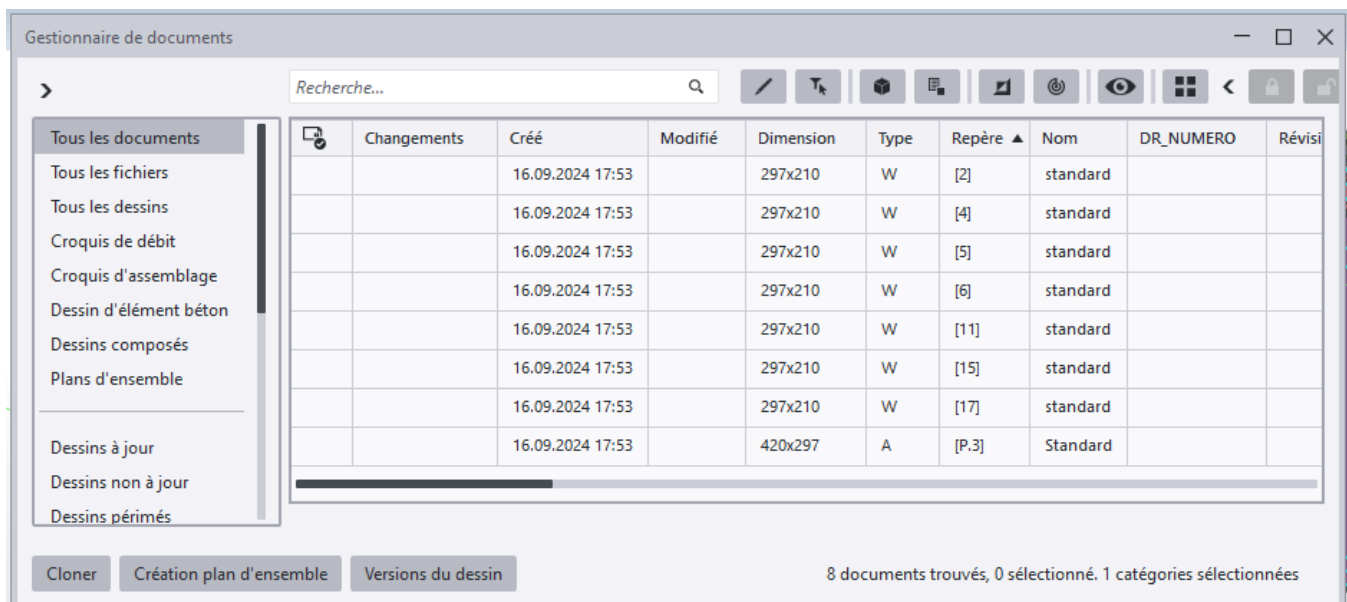 Gestionnaire de documents
Recherche...
Tous les documents
Tous les fichiers
Tous les dessins
Croquis de débit
Croquis d'assemblage
Dessin d'élément béton
Dessins composés
Plans d'ensemble
Dessins à jour
Dessins non à jour
Dessins périmés
Changements Créé Modifié Dimension Type Repère ▲ Nom DR_NUMERO Révisi
16.09.2024 17:53 297x210 W [2] standard
16.09.2024 17:53 297x210 W [4] standard
16.09.2024 17:53 297x210 W [5] standard
16.09.2024 17:53 297x210 W [6] standard
16.09.2024 17:53 297x210 W [11] standard
16.09.2024 17:53 297x210 W [15] standard
16.09.2024 17:53 297x210 W [17] standard
16.09.2024 17:53 420x297 A [P.3] Standard
Cloner Création plan d'ensemble Versions du dessin 8 documents trouvés, 0 sélectionné. 1 catégories sélectionnées